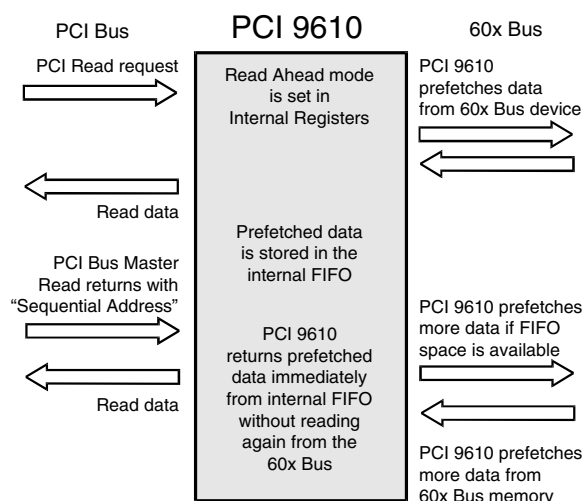 PCI Bus
PCI 9610
60x Bus
PCI Read request
Read Ahead mode
is set in
Internal Registers
PCI 9610
prefetches data
from 60x Bus device
Read data
Prefetched data
is stored in the
internal FIFO
PCI Bus Master
Read returns with
“Sequential Address”
PCI 9610 prefetches
more data if FIFO
space is available
PCI 9610
returns prefetched
data immediately
from internal FIFO
without reading
again from the
60x Bus
Read data
PCI 9610 prefetches
more data from
60x Bus memory